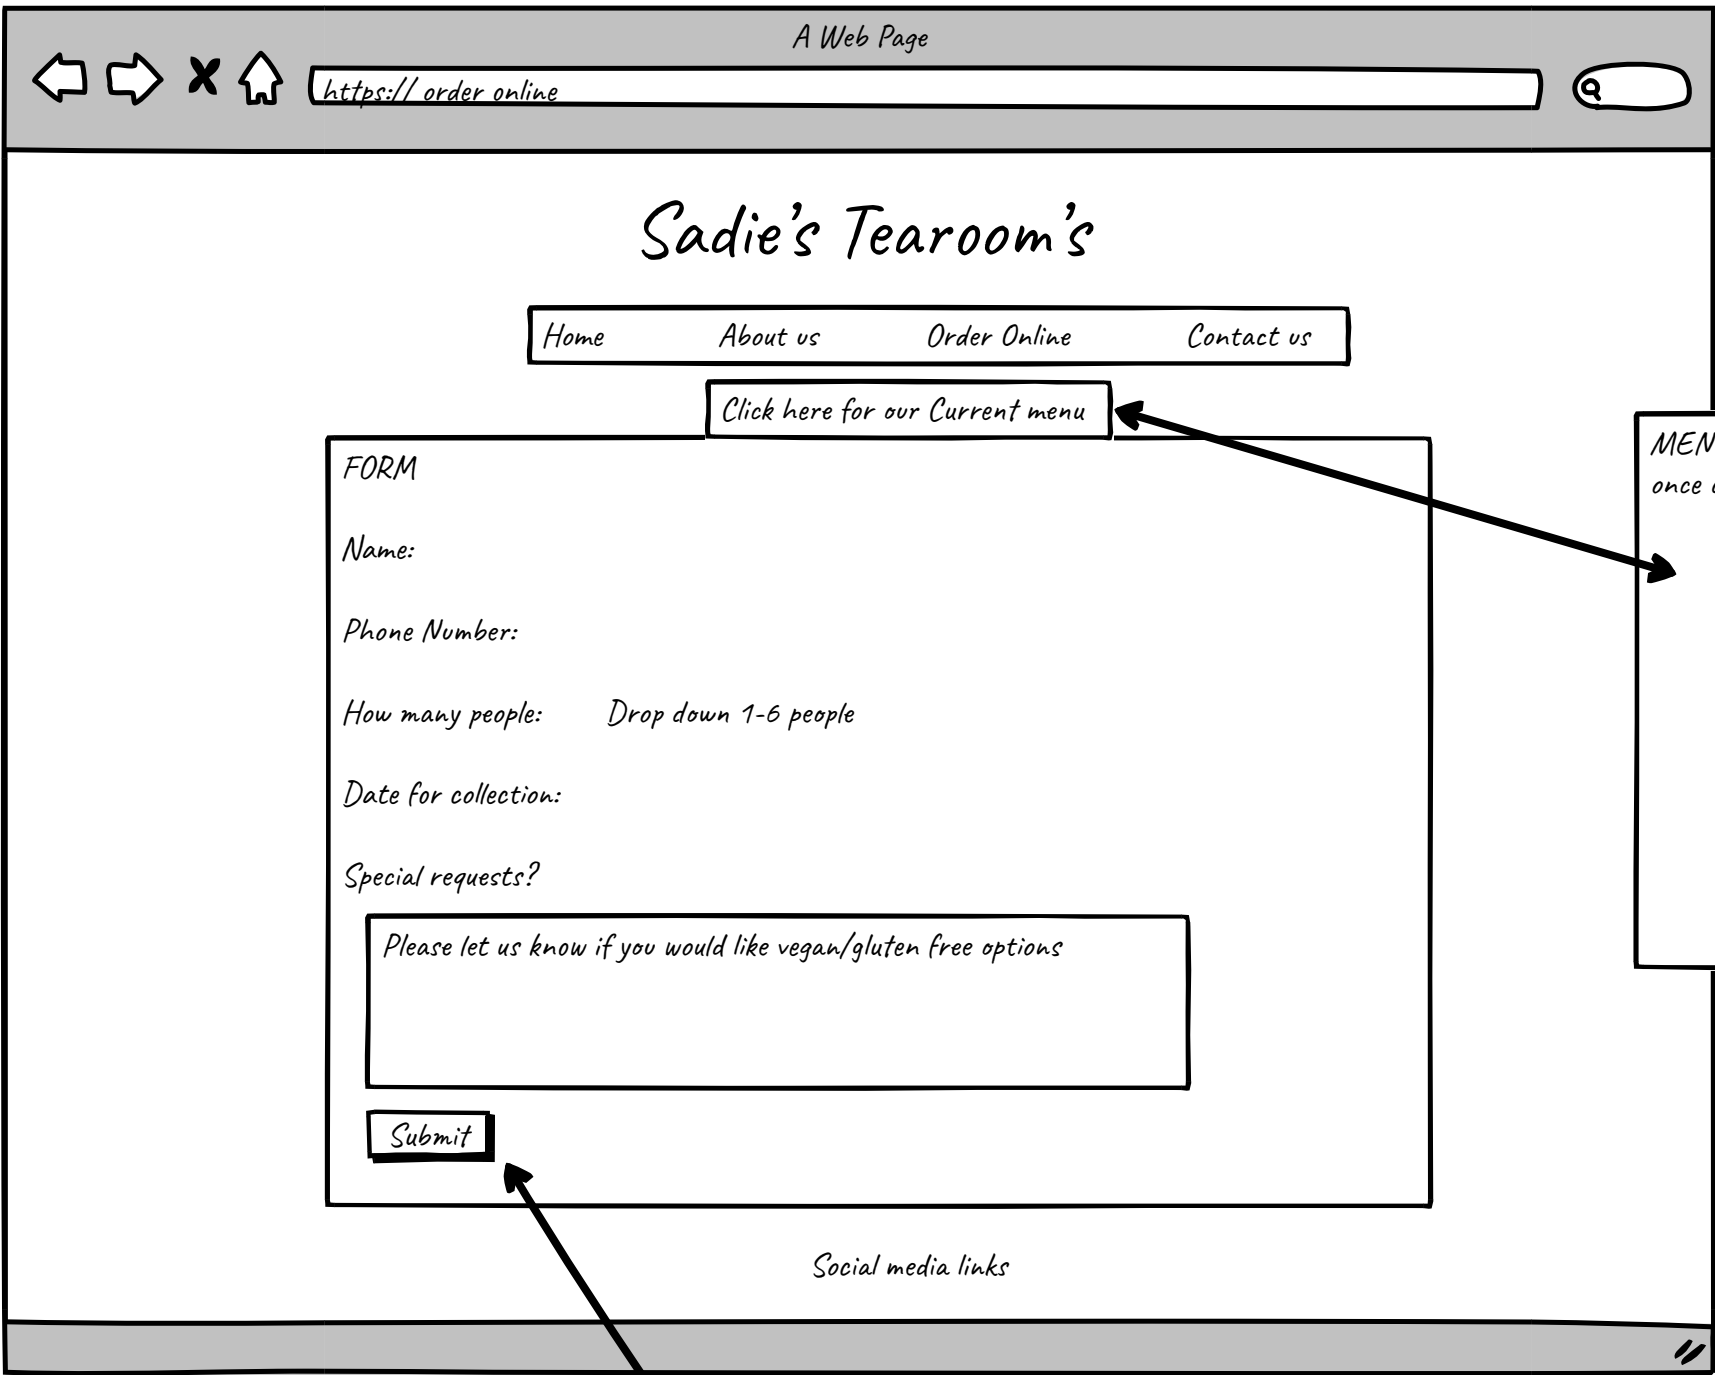 A Web Page
https:// order online
Sadie's Tearoom's
Home About us Order Online Contact us
Click here for our Current menu
FORM
Name:
Phone Number:
How many people: Drop down 1-6 people
Date for collection:
Special requests?
Please let us know if you would like vegan/gluten free options
Submit
Social media links
once